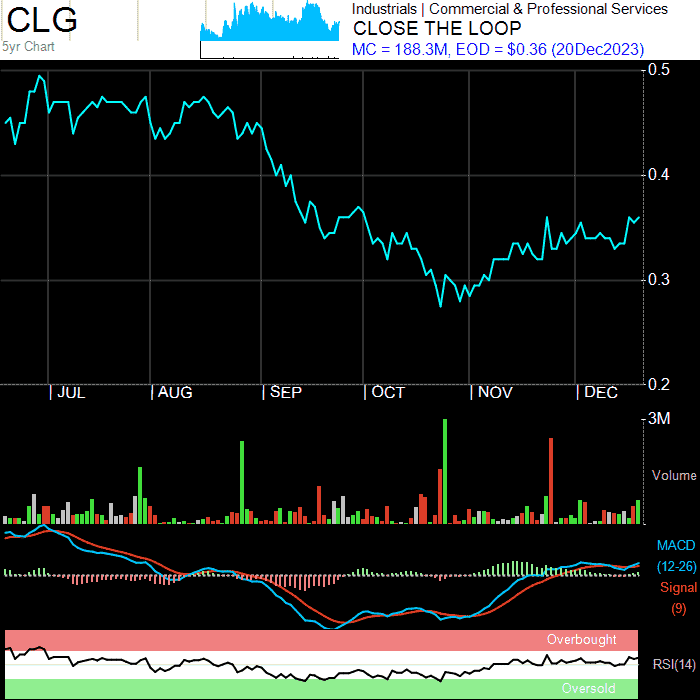 CLG
5yr Chart
Industrials | Commercial & Professional Services
CLOSE THE LOOP
MC = 188.3M, EOD = $0.36 (20Dec2023)
0.5
0.4
0.3
0.2
JUL
AUG
SEP
OCT
NOV
DEC
3M
Volume
MACD
(12-26)
Signal
(9)
Overbought
RSI(14)
Oversold